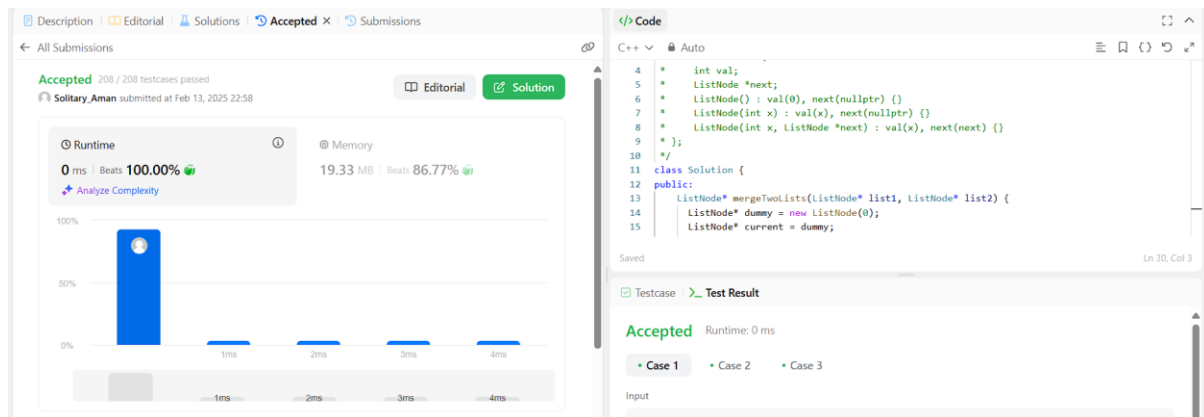 Description | Editorial | Solutions | Accepted × | Submissions
← All Submissions
Accepted 208 / 208 testcases passed
Solitary_Aman submitted at Feb 13, 2025 22:58
Editorial
Solution
Runtime
0 ms | Beats 100.00%
Analyze Complexity
Memory
19.33 MB | Beats 86.77%
100%
50%
0%
1ms 2ms 3ms 4ms
1ms 2ms 3ms 4ms
</> Code
C++ Auto
4 * int val;
5 * ListNode *next;
6 * ListNode() : val(0), next(nullptr) {}
7 * ListNode(int x) : val(x), next(nullptr) {}
8 * ListNode(int x, ListNode *next) : val(x), next(next) {}
9 * };
10 */
11 class Solution {
12 public:
13 ListNode* mergeTwoLists(ListNode* list1, ListNode* list2) {
14 ListNode* dummy = new ListNode(0);
15 ListNode* current = dummy;
Saved
Ln 30, Col 3
Testcase | >_ Test Result
Accepted Runtime: 0 ms
• Case 1 • Case 2 • Case 3
Input